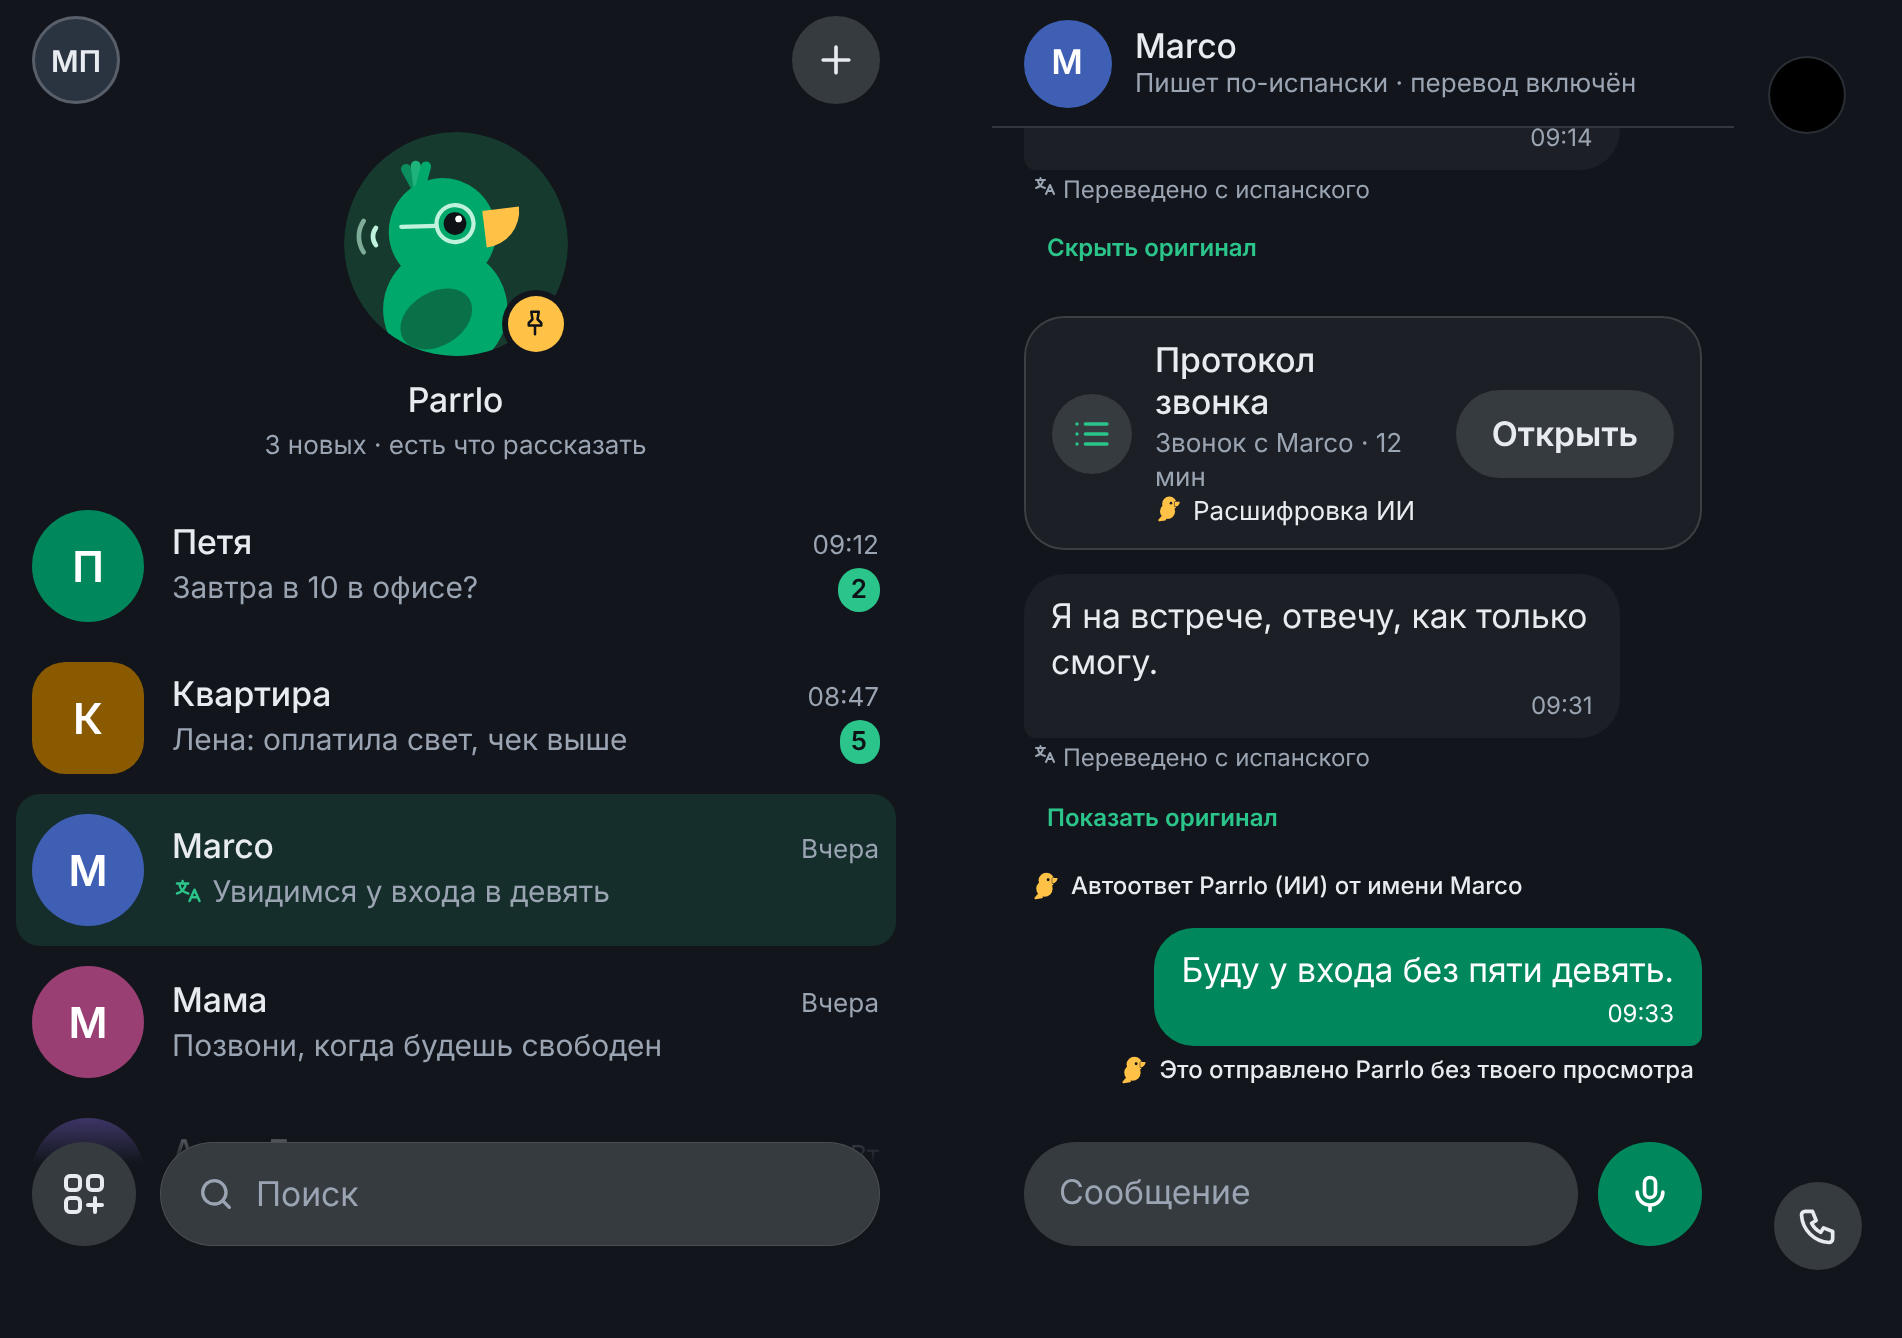 МП
Parrlo
3 новых · есть что рассказать
П
Петя
09:12
Завтра в 10 в офисе?
2
К
Квартира
08:47
Лена: оплатила свет, чек выше
5
M
Marco
Вчера
Увидимся у входа в девять
М
Мама
Вчера
Позвони, когда будешь свободен
Поиск
M
Marco
Пишет по-испански · перевод включён
09:14
Переведено с испанского
Скрыть оригинал
Протокол
звонка
Звонок с Marco · 12
мин
Расшифровка ИИ
Открыть
Я на встрече, отвечу, как только
смогу.
09:31
Переведено с испанского
Показать оригинал
Автоответ Parrlo (ИИ) от имени Marco
Буду у входа без пяти девять.
09:33
Это отправлено Parrlo без твоего просмотра
Сообщение